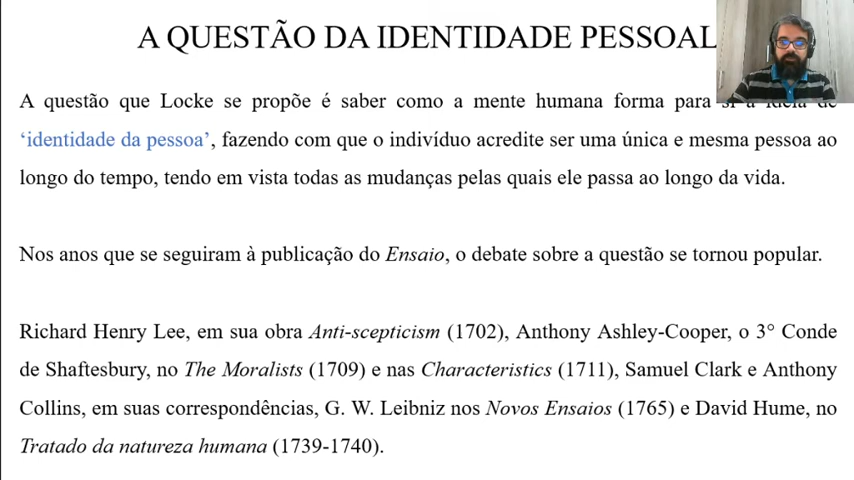 A QUESTÃO DA IDENTIDADE PESSOAL
A questão que Locke se propõe é saber como a mente humana forma para si a ideia de
‘identidade da pessoa’, fazendo com que o indivíduo acredite ser uma única e mesma pessoa ao
longo do tempo, tendo em vista todas as mudanças pelas quais ele passa ao longo da vida.
Nos anos que se seguiram à publicação do Ensaio, o debate sobre a questão se tornou popular.
Richard Henry Lee, em sua obra Anti-scepticism (1702), Anthony Ashley-Cooper, o 3° Conde
de Shaftesbury, no The Moralists (1709) e nas Characteristics (1711), Samuel Clark e Anthony
Collins, em suas correspondências, G. W. Leibniz nos Novos Ensaios (1765) e David Hume, no
Tratado da natureza humana (1739-1740).